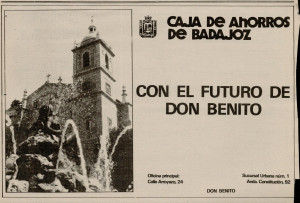 CAJA DE AHORROS
DE BADAJOZ
CON EL FUTURO DE
DON BENITO
Oficina principal:
Calle Arroyazo, 24
Sucursal Urbana núm. 1
Avda. Constitución, 92
DON BENITO